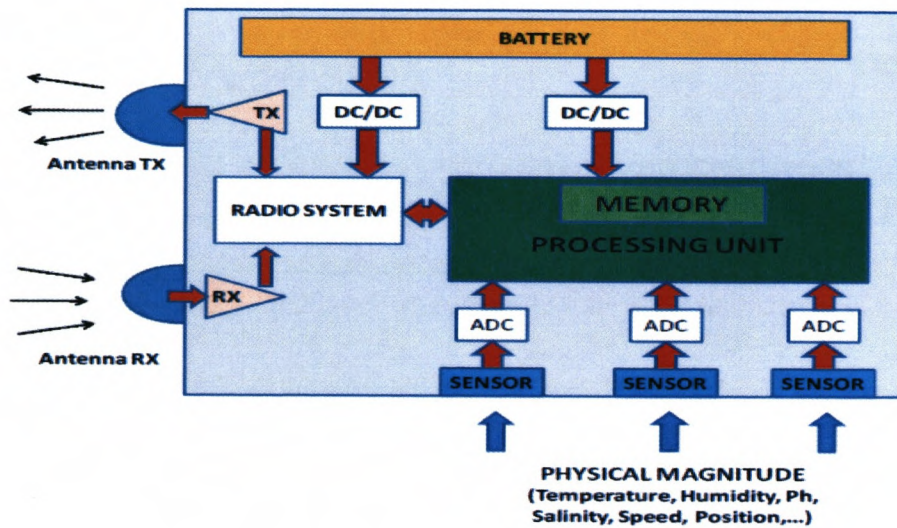 BATTERY
TX
DC/DC
DC/DC
Antenna TX
RADIO SYSTEM
MEMORY
PROCESSING UNIT
RX
Antenna RX
ADC
ADC
ADC
SENSOR
SENSOR
SENSOR
PHYSICAL MAGNITUDE
(Temperature, Humidity, Ph,
Salinity, Speed, Position,...)